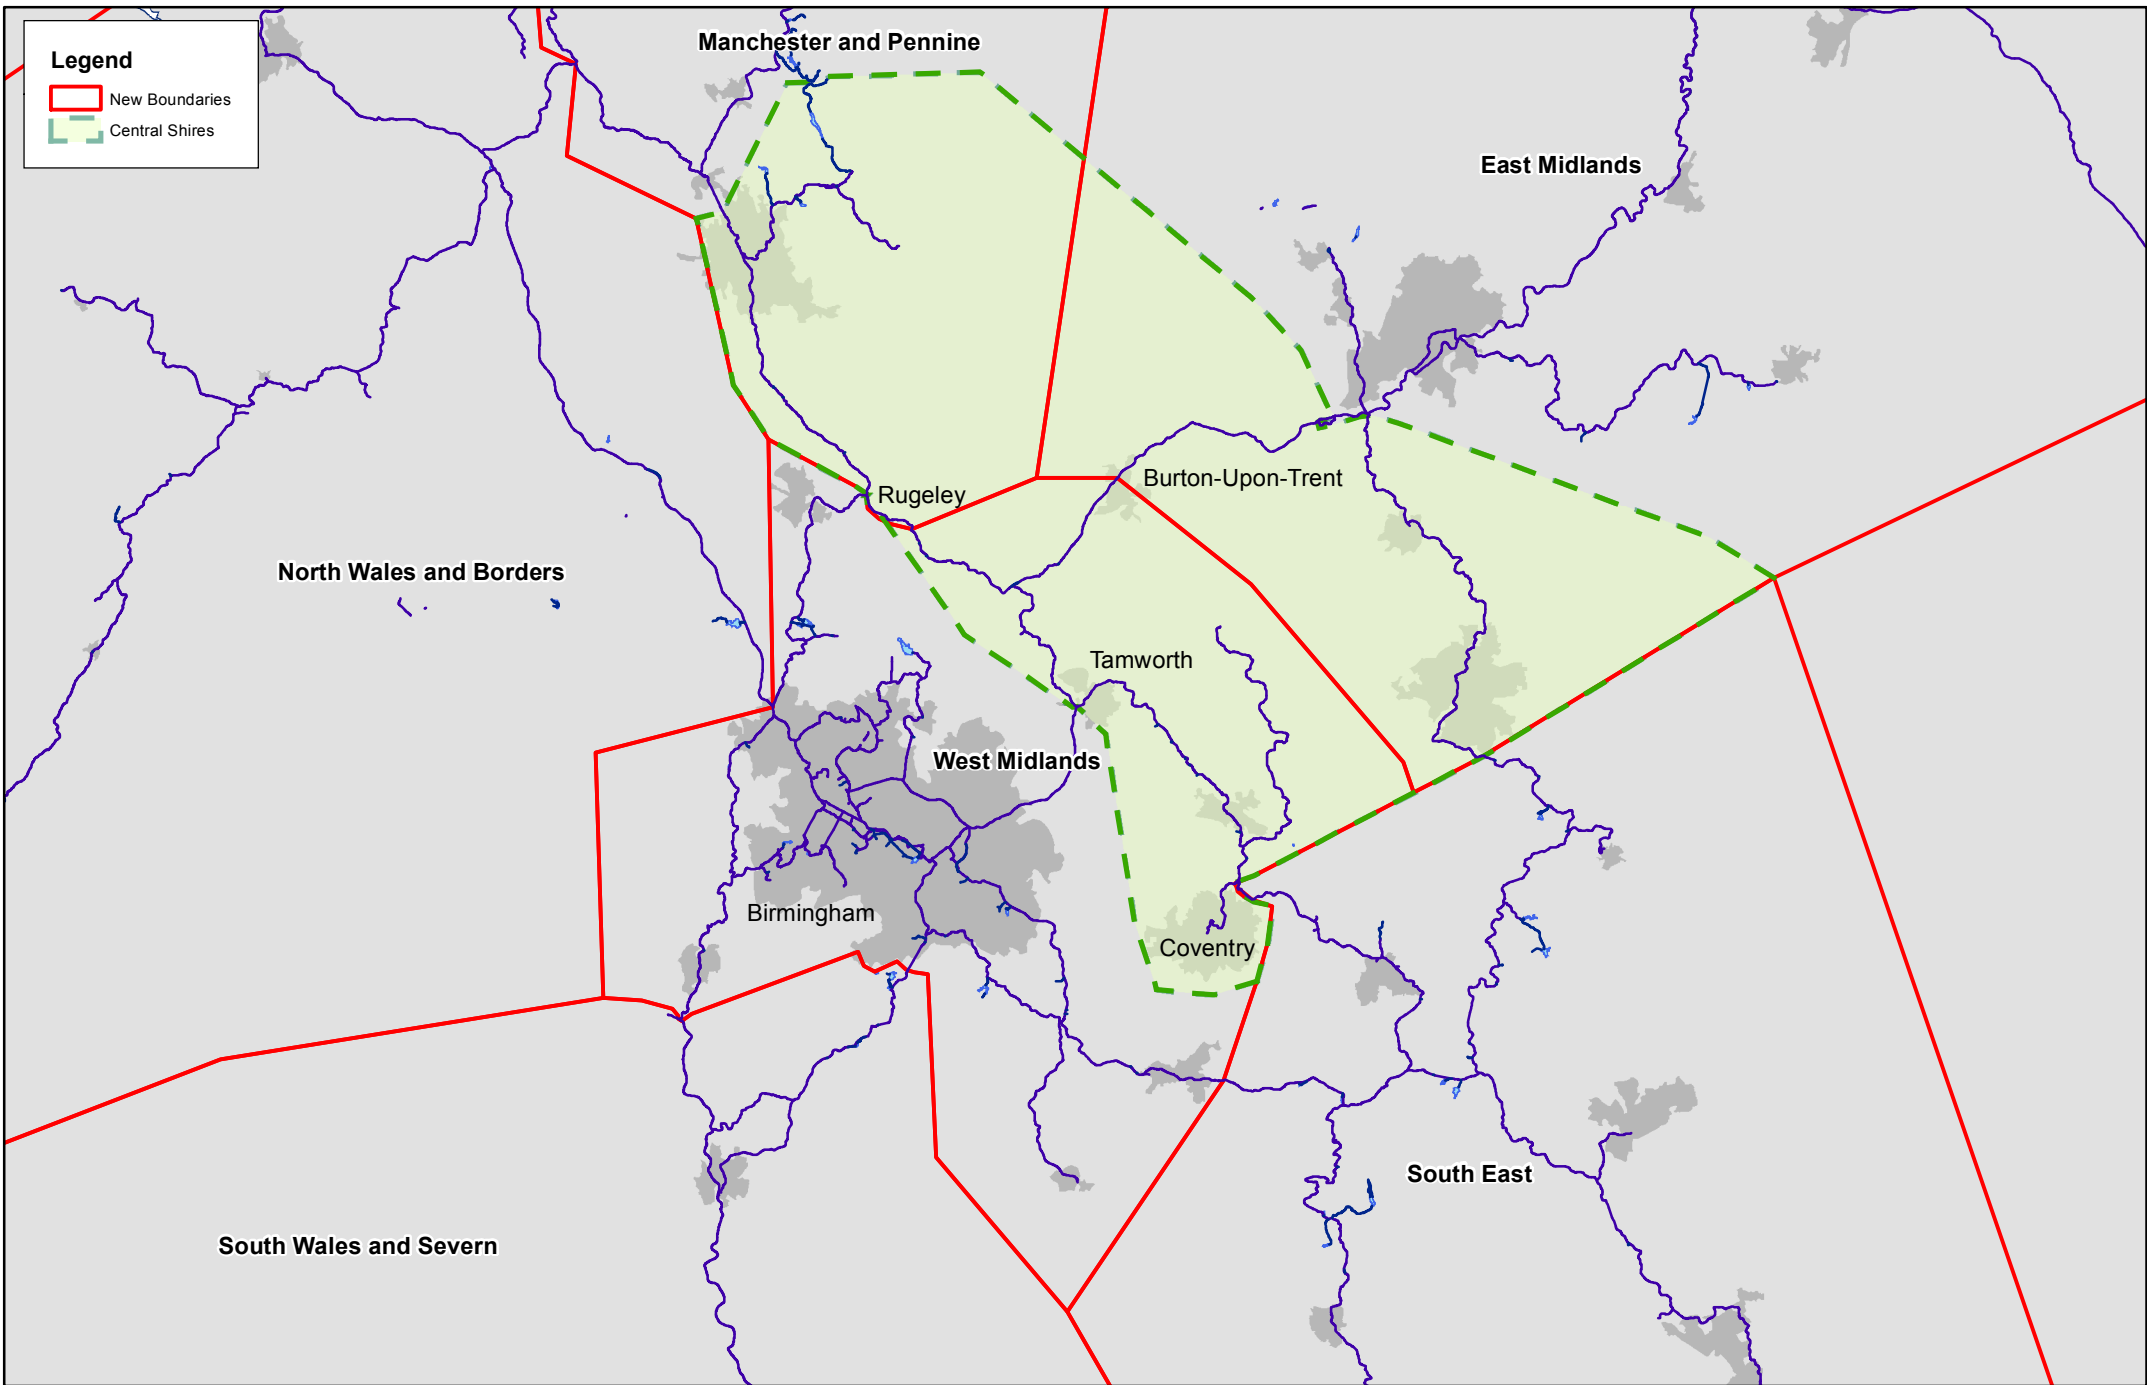 Legend
New Boundaries
Central Shires
Manchester and Pennine
East Midlands
Rugeley
Burton-Upon-Trent
North Wales and Borders
Tamworth
West Midlands
Birmingham
Coventry
South East
South Wales and Severn